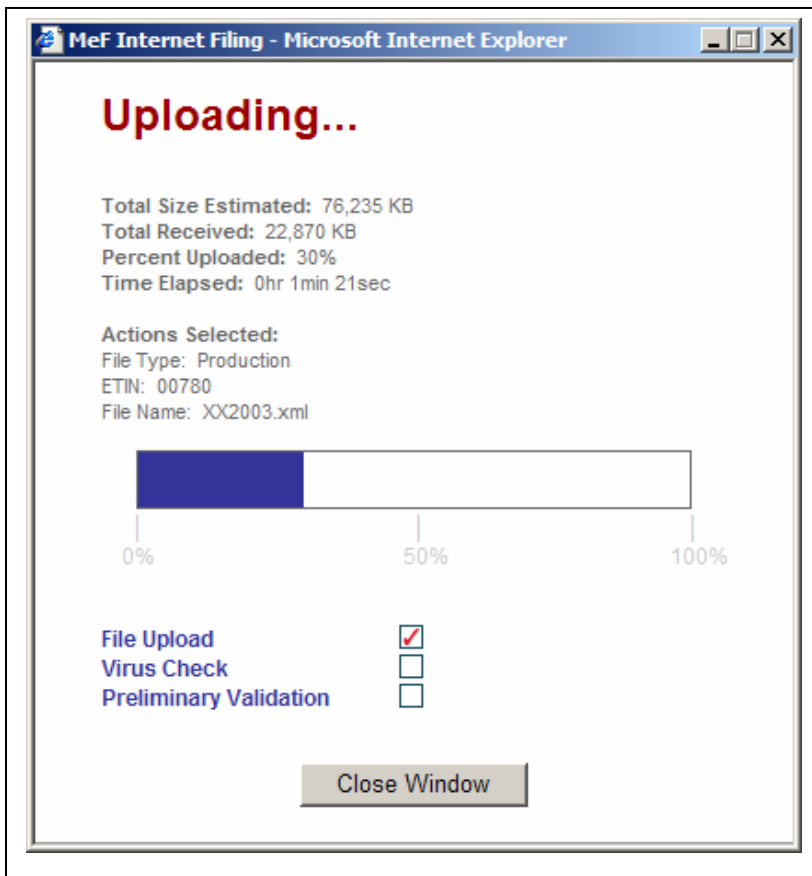 MeF Internet Filing - Microsoft Internet Explorer
Uploading...
Total Size Estimated: 76,235 KB
Total Received: 22,870 KB
Percent Uploaded: 30%
Time Elapsed: 0hr 1min 21sec
Actions Selected:
File Type: Production
ETIN: 00780
File Name: XX2003.xml
0% 50% 100%
File Upload
Virus Check
Preliminary Validation
Close Window